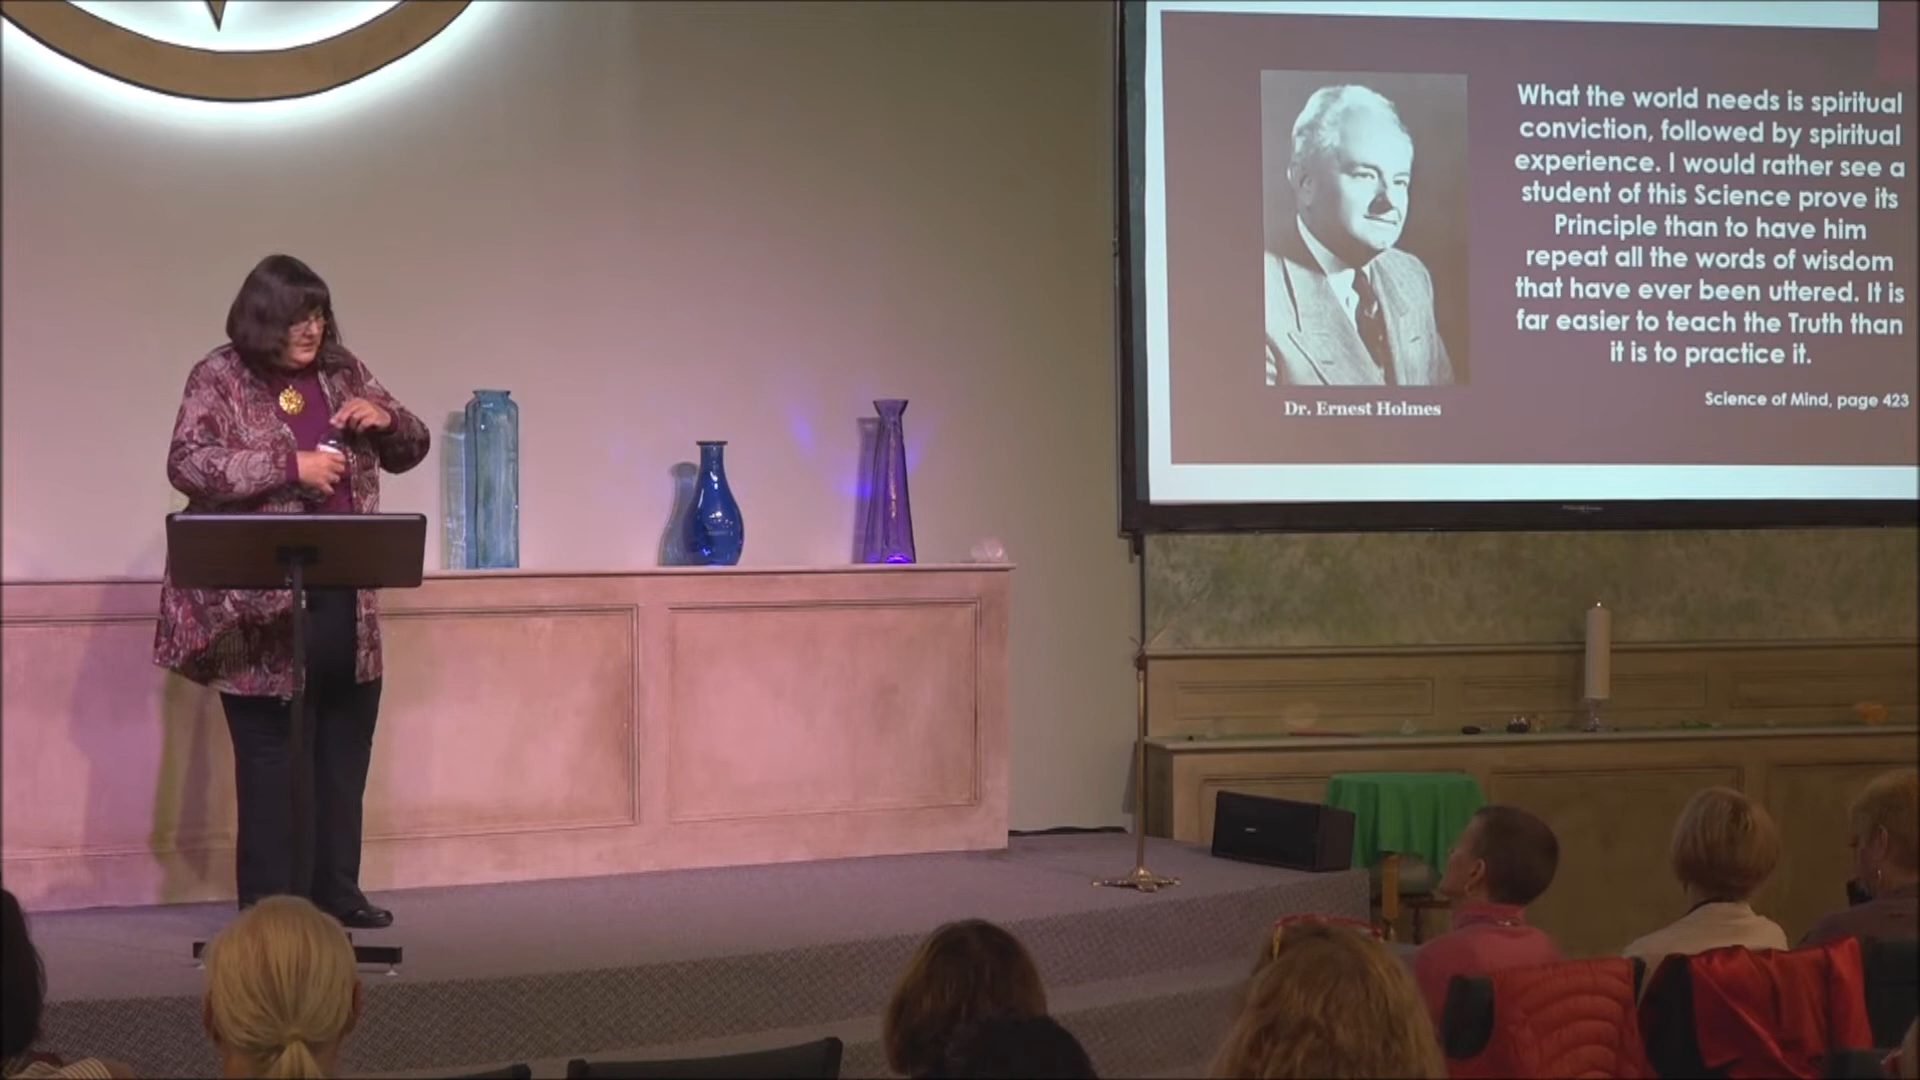 What the world needs is spiritual
conviction, followed by spiritual
experience. I would rather see a
student of this Science prove its
Principle than to have him
repeat all the words of wisdom
that have ever been uttered. It is
far easier to teach the Truth than
it is to practice it.
Science of Mind, page 423
Dr. Ernest Holmes